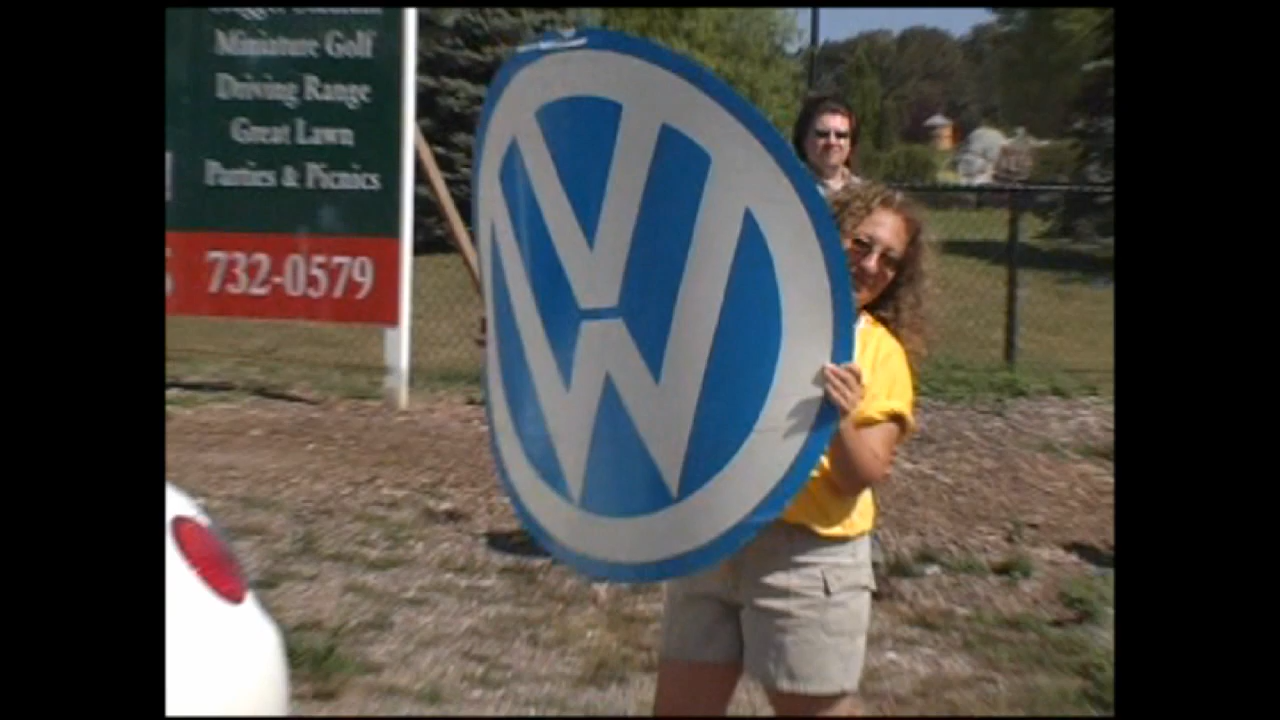 Miniature Golf
Driving Range
Great Lawn
Parties & Picnics
732-0579
VW